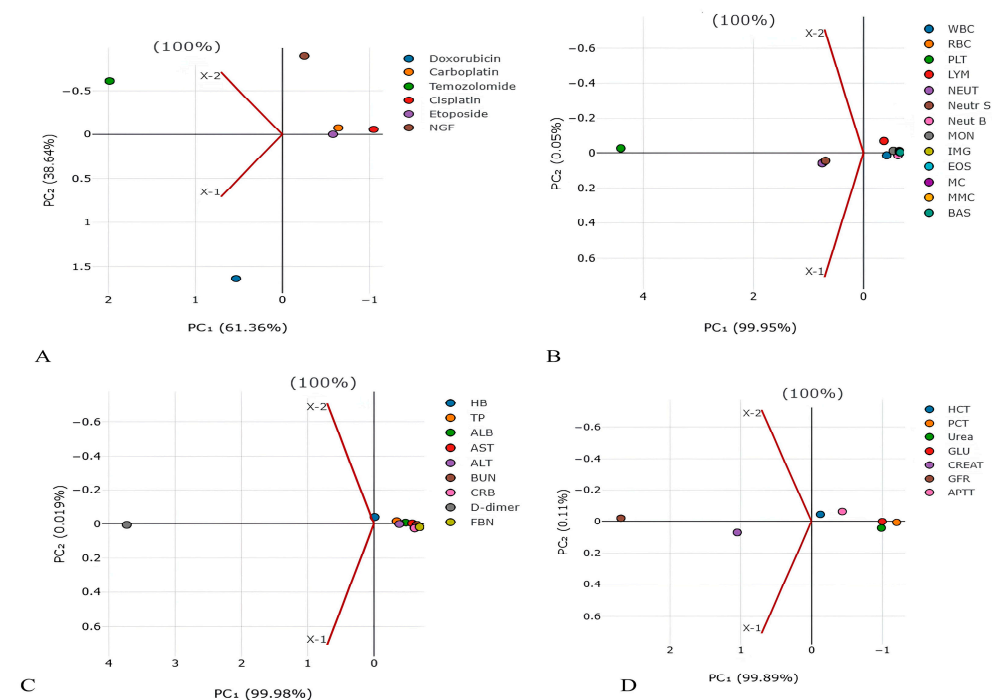 (100%)
X-2
X-1
−0.5
0
0.5
1
1.5
2
1
0
−1
PC₂ (38.64%)
PC₁ (61.36%)
Doxorubicin
Carboplatin
Temozolomide
Cisplatin
Etoposide
NGF
A
(100%)
X-2
X-1
−0.6
−0.4
−0.2
0
0.2
0.4
0.6
4
2
0
PC₂ (0.05%)
PC₁ (99.95%)
WBC
RBC
PLT
LYM
NEUT
Neutr S
Neut B
MON
IMG
EOS
MC
MMC
BAS
B
(100%)
X-2
X-1
−0.6
−0.4
−0.2
0
0.2
0.4
0.6
4
3
2
1
0
PC₂ (0.019%)
PC₁ (99.98%)
HB
TP
ALB
AST
ALT
BUN
CRB
D-dimer
FBN
C
(100%)
X-2
X-1
−0.6
−0.4
−0.2
0
0.2
0.4
0.6
2
1
0
−1
PC₂ (0.11%)
PC₁ (99.89%)
HCT
PCT
Urea
GLU
CREAT
GFR
APTT
D